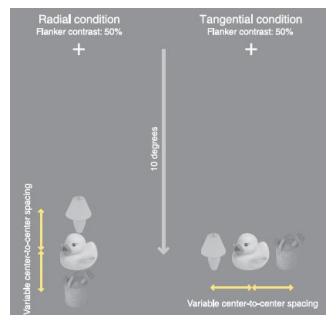 Radial condition
Flanker contrast: 50%
Tangential condition
Flanker contrast: 50%
10 degrees
Variable center-to-center spacing
Variable center-to-center spacing